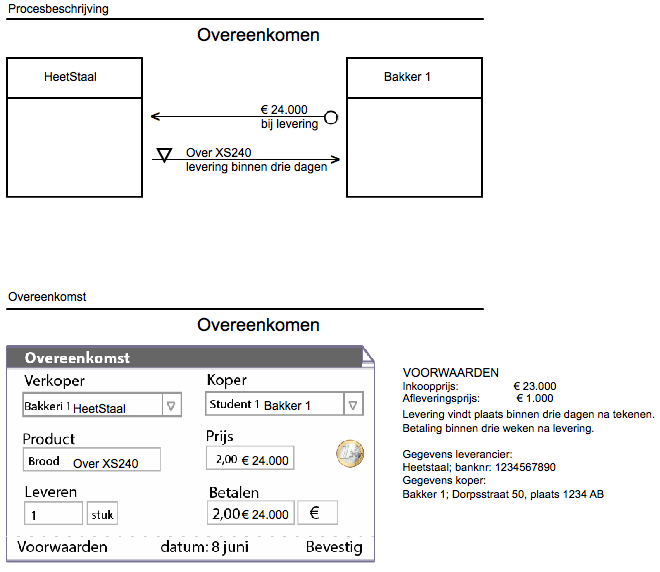 Procesbeschrijving
Overeenkomen
HeetStaal
Bakker 1
€ 24.000
bij levering
Over XS240
levering binnen drie dagen
Overeenkomst
Overeenkomen
Overeenkomst
Verkoper
Koper
Bakkeri 1 HeetStaal
Student 1 Bakker 1
Product
Prijs
Brood Over XS240
2,00 € 24.000
Leveren
Betalen
1 stuk
2,00 € 24.000 €
Voorwaarden datum: 8 juni Bevestig
VOORWAARDEN
Inkoopprijs: € 23.000
Afleveringsprijs: € 1.000
Levering vindt plaats binnen drie dagen na tekenen.
Betaling binnen drie weken na levering.
Gegevens leverancier:
Heetstaal; banknr: 1234567890
Gegevens koper:
Bakker 1; Dorpsstraat 50, plaats 1234 AB